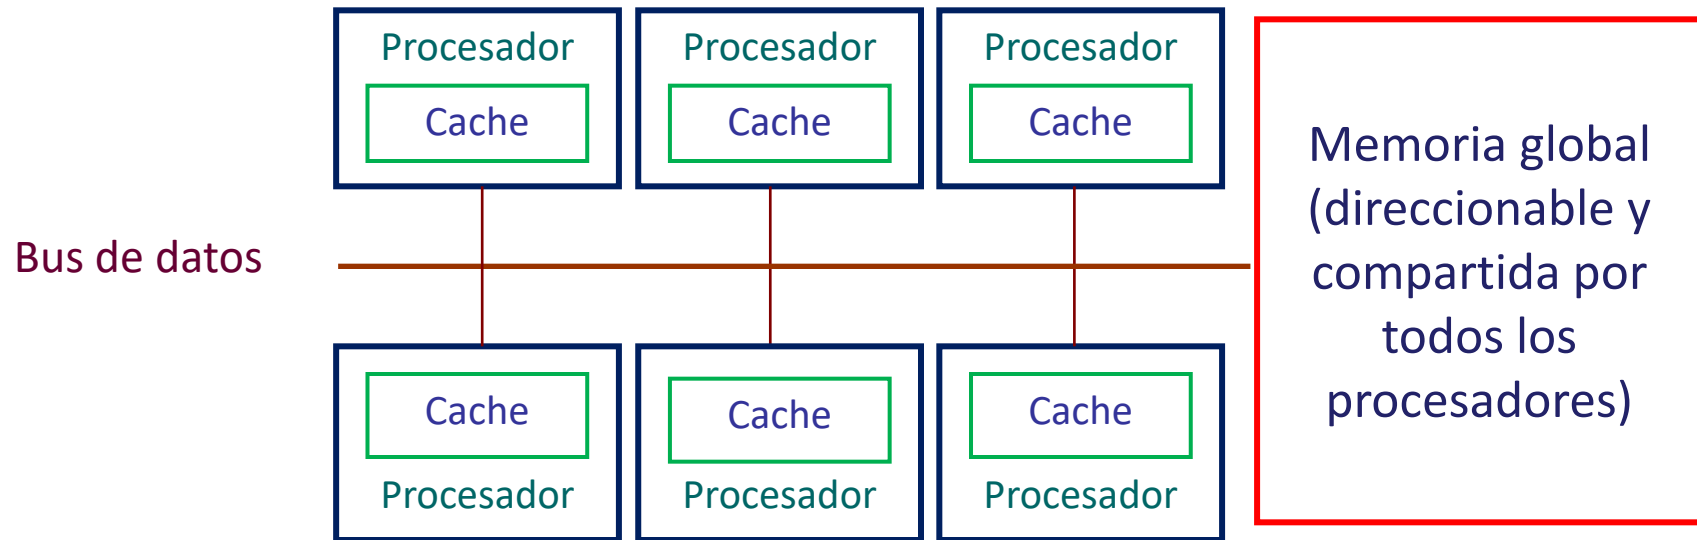 Procesador
Cache
Procesador
Cache
Procesador
Cache
Bus de datos
Cache
Procesador
Cache
Procesador
Cache
Procesador
Memoria global
(direccionable y
compartida por
todos los
procesadores)